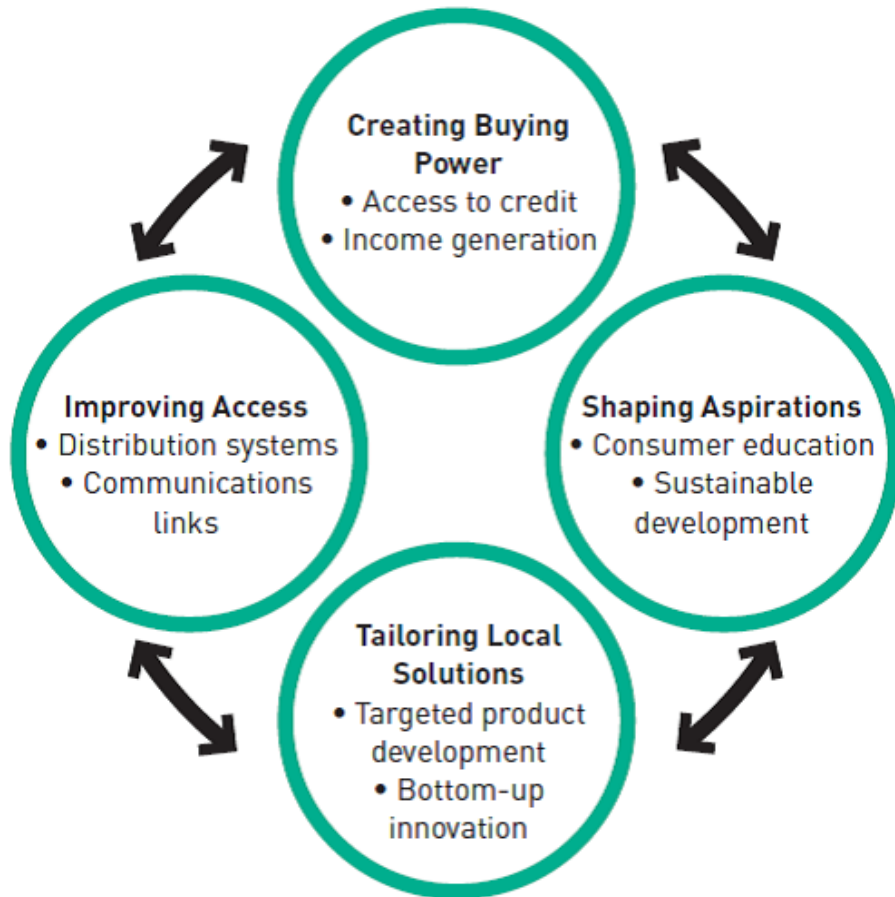 Creating Buying
Power
• Access to credit
• Income generation
Improving Access
• Distribution systems
• Communications
links
Shaping Aspirations
• Consumer education
• Sustainable
development
Tailoring Local
Solutions
• Targeted product
development
• Bottom-up
innovation